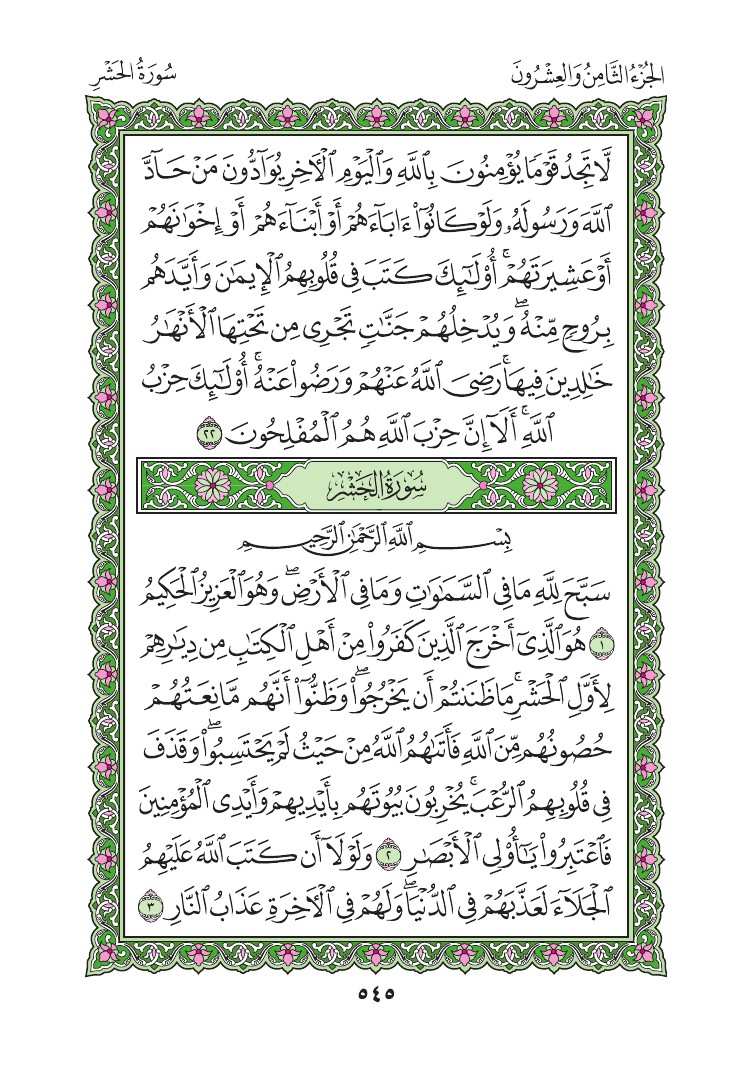 الجُزْءُ الثَّامِنُ وَالعِشْرُونَ
سُورَةُ الحَشْرِ
لَّا تَجِدُ قَوْمًا يُؤْمِنُونَ بِٱللَّهِ وَٱلْيَوْمِ ٱلْأَخِرِ يُوَآدُّونَ مَنْ حَآدَّ
ٱللَّهَ وَرَسُولَهُۥ وَلَوْ كَانُوٓا۟ ءَابَآءَهُمْ أَوْ أَبْنَآءَهُمْ أَوْ إِخْوَٰنَهُمْ
أَوْ عَشِيرَتَهُمْ ۚ أُو۟لَٰٓئِكَ كَتَبَ فِى قُلُوبِهِمُ ٱلْإِيمَٰنَ وَأَيَّدَهُم
بِرُوحٍ مِّنْهُ ۖ وَيُدْخِلُهُمْ جَنَّٰتٍ تَجْرِى مِن تَحْتِهَا ٱلْأَنْهَٰرُ
خَٰلِدِينَ فِيهَا ۚ رَضِىَ ٱللَّهُ عَنْهُمْ وَرَضُوا۟ عَنْهُ ۚ أُو۟لَٰٓئِكَ حِزْبُ
ٱللَّهِ ۚ أَلَآ إِنَّ حِزْبَ ٱللَّهِ هُمُ ٱلْمُفْلِحُونَ ٢٢
سُورَةُ الحَشْرِ
بِسْمِ ٱللَّهِ ٱلرَّحْمَٰنِ ٱلرَّحِيمِ
سَبَّحَ لِلَّهِ مَا فِى ٱلسَّمَٰوَٰتِ وَمَا فِى ٱلْأَرْضِ ۖ وَهُوَ ٱلْعَزِيزُ ٱلْحَكِيمُ
١ هُوَ ٱلَّذِىٓ أَخْرَجَ ٱلَّذِينَ كَفَرُوا۟ مِنْ أَهْلِ ٱلْكِتَٰبِ مِن دِيَٰرِهِمْ
لِأَوَّلِ ٱلْحَشْرِ ۚ مَا ظَنَنتُمْ أَن يَخْرُجُوا۟ ۖ وَظَنُّوٓا۟ أَنَّهُم مَّانِعَتُهُمْ
حُصُونُهُم مِّنَ ٱللَّهِ فَأَتَىٰهُمُ ٱللَّهُ مِنْ حَيْثُ لَمْ يَحْتَسِبُوا۟ ۖ وَقَذَفَ
فِى قُلُوبِهِمُ ٱلرُّعْبَ ۚ يُخْرِبُونَ بُيُوتَهُم بِأَيْدِيهِمْ وَأَيْدِى ٱلْمُؤْمِنِينَ
فَٱعْتَبِرُوا۟ يَٰٓأُو۟لِى ٱلْأَبْصَٰرِ ٢ وَلَوْلَآ أَن كَتَبَ ٱللَّهُ عَلَيْهِمُ
ٱلْجَلَآءَ لَعَذَّبَهُمْ فِى ٱلدُّنْيَا ۖ وَلَهُمْ فِى ٱلْأَخِرَةِ عَذَابُ ٱلنَّارِ ٣
٥٤٥